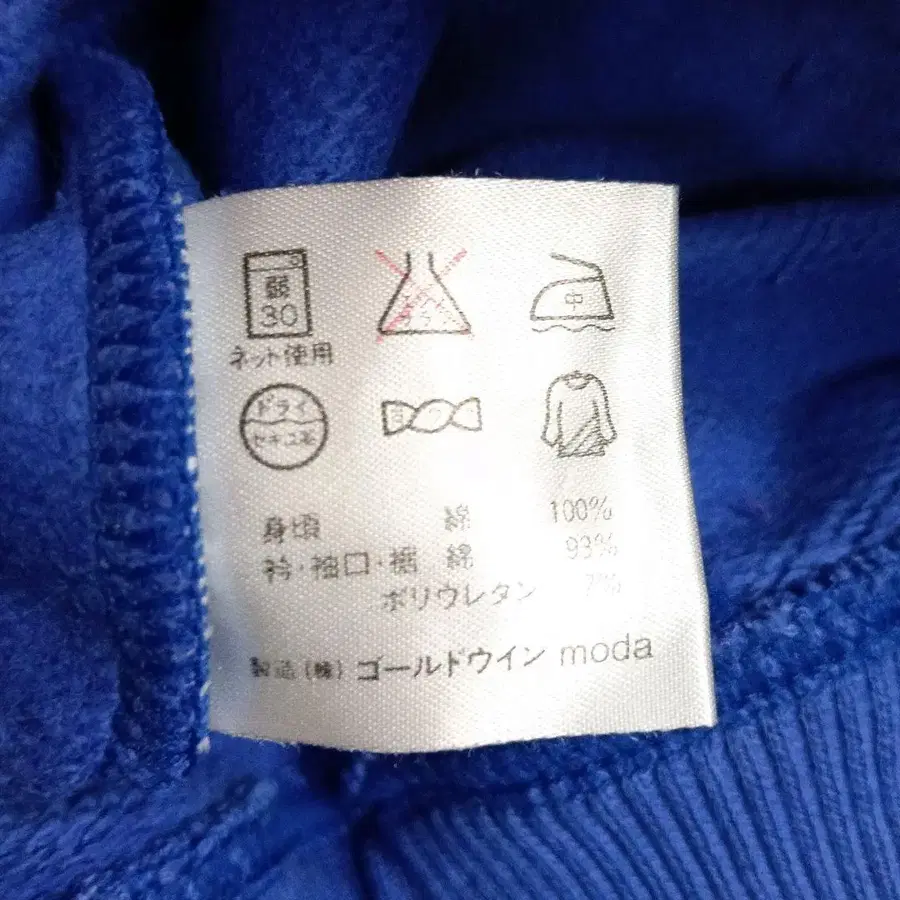 弱
30
中
ネット使用
ドライ
セキユ系
身頃 綿 100%
衿・袖口・裾 綿 93%
ポリウレタン 7%
製造(株)ゴールドウイン moda